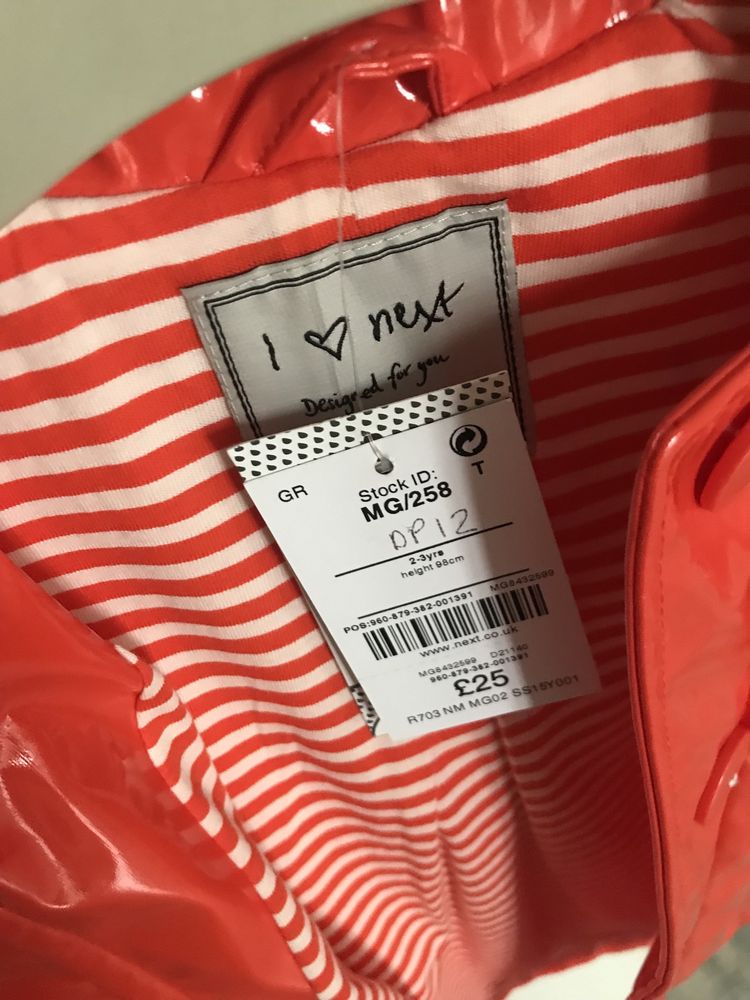 I ♡ next
Designed for you
GR
Stock ID:
T
MG/258
DP12
2-3yrs
height 98cm
POS:960-879-382-001391 MG8432599
www.next.co.uk
MG8432599 D21140
960-879-382-001391
£25
R703 NM MG02 SS15Y001